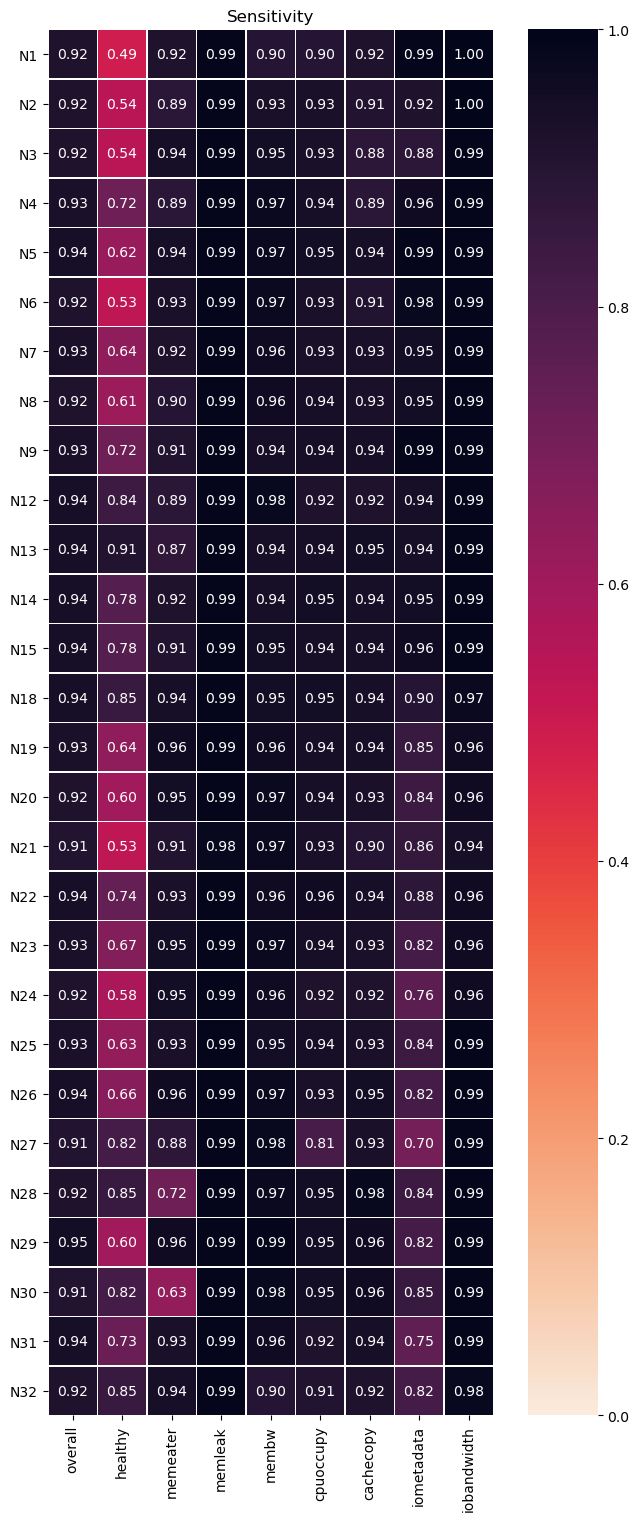 Sensitivity
N1 0.92 0.49 0.92 0.99 0.90 0.90 0.92 0.99 1.00
N2 0.92 0.54 0.89 0.99 0.93 0.93 0.91 0.92 1.00
N3 0.92 0.54 0.94 0.99 0.95 0.93 0.88 0.88 0.99
N4 0.93 0.72 0.89 0.99 0.97 0.94 0.89 0.96 0.99
N5 0.94 0.62 0.94 0.99 0.97 0.95 0.94 0.99 0.99
N6 0.92 0.53 0.93 0.99 0.97 0.93 0.91 0.98 0.99
N7 0.93 0.64 0.92 0.99 0.96 0.93 0.93 0.95 0.99
N8 0.92 0.61 0.90 0.99 0.96 0.94 0.93 0.95 0.99
N9 0.93 0.72 0.91 0.99 0.94 0.94 0.94 0.99 0.99
N12 0.94 0.84 0.89 0.99 0.98 0.92 0.92 0.94 0.99
N13 0.94 0.91 0.87 0.99 0.94 0.94 0.95 0.94 0.99
N14 0.94 0.78 0.92 0.99 0.94 0.95 0.94 0.95 0.99
N15 0.94 0.78 0.91 0.99 0.95 0.94 0.94 0.96 0.99
N18 0.94 0.85 0.94 0.99 0.95 0.95 0.94 0.90 0.97
N19 0.93 0.64 0.96 0.99 0.96 0.94 0.94 0.85 0.96
N20 0.92 0.60 0.95 0.99 0.97 0.94 0.93 0.84 0.96
N21 0.91 0.53 0.91 0.98 0.97 0.93 0.90 0.86 0.94
N22 0.94 0.74 0.93 0.99 0.96 0.96 0.94 0.88 0.96
N23 0.93 0.67 0.95 0.99 0.97 0.94 0.93 0.82 0.96
N24 0.92 0.58 0.95 0.99 0.96 0.92 0.92 0.76 0.96
N25 0.93 0.63 0.93 0.99 0.95 0.94 0.93 0.84 0.99
N26 0.94 0.66 0.96 0.99 0.97 0.93 0.95 0.82 0.99
N27 0.91 0.82 0.88 0.99 0.98 0.81 0.93 0.70 0.99
N28 0.92 0.85 0.72 0.99 0.97 0.95 0.98 0.84 0.99
N29 0.95 0.60 0.96 0.99 0.99 0.95 0.96 0.82 0.99
N30 0.91 0.82 0.63 0.99 0.98 0.95 0.96 0.85 0.99
N31 0.94 0.73 0.93 0.99 0.96 0.92 0.94 0.75 0.99
N32 0.92 0.85 0.94 0.99 0.90 0.91 0.92 0.82 0.98
overall
healthy
memeater
memleak
membw
cpuoccupy
cachecopy
iometadata
iobandwidth
1.0
0.8
0.6
0.4
0.2
0.0